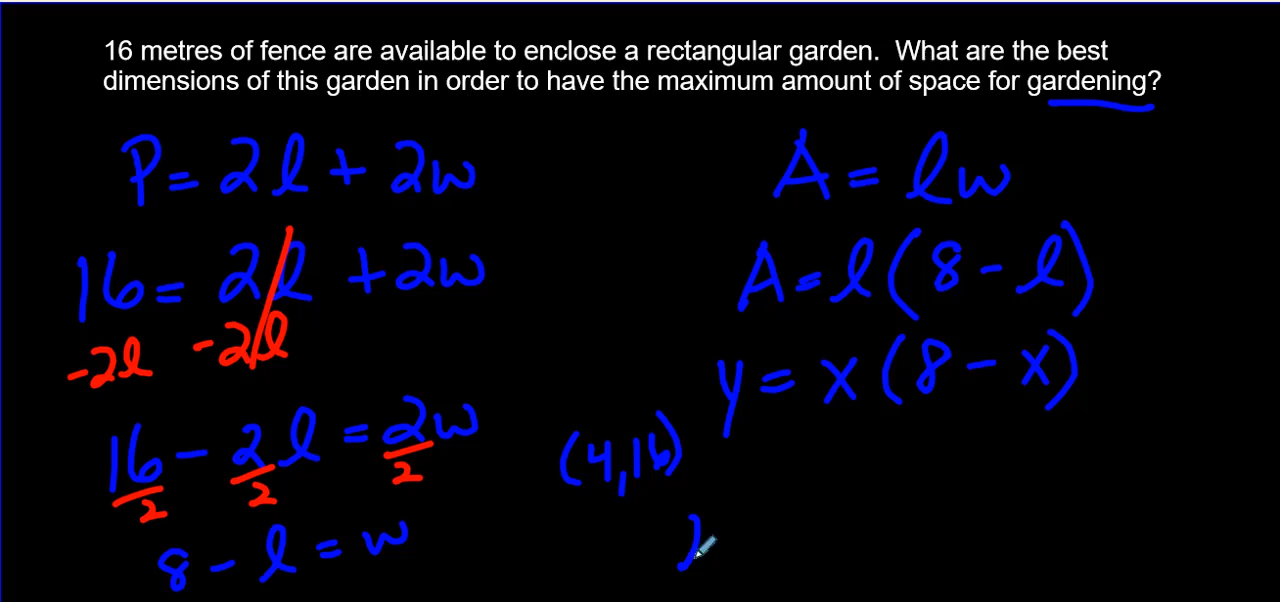 16 metres of fence are available to enclose a rectangular garden. What are the best
dimensions of this garden in order to have the maximum amount of space for gardening?
P = 2l + 2w
16 = 2l + 2w
-2l -2l
16 - 2l = 2w
2 2 2
8 - l = w
A = lw
A = l(8 - l)
y = x(8 - x)
(4,16)